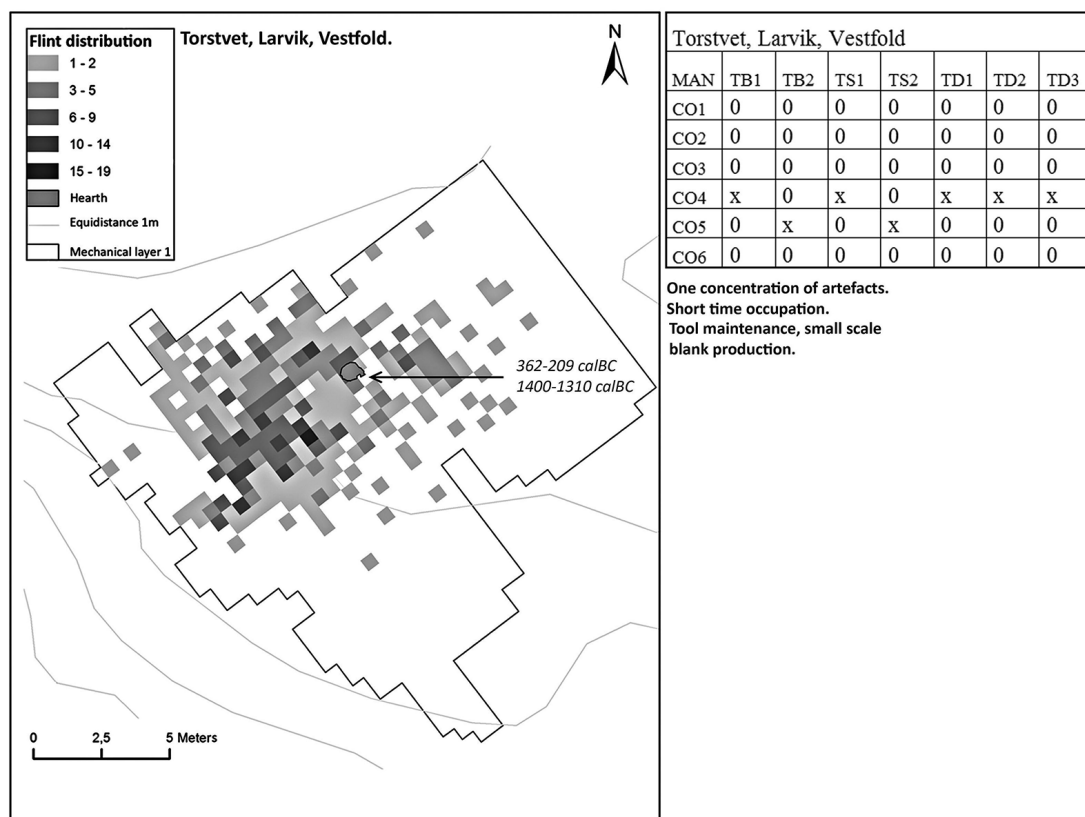 Flint distribution
1 - 2
3 - 5
6 - 9
10 - 14
15 - 19
Hearth
Equidistance 1m
Mechanical layer 1
Torstvet, Larvik, Vestfold.
N
362-209 calBC
1400-1310 calBC
0 2,5 5 Meters
Torstvet, Larvik, Vestfold
MAN TB1 TB2 TS1 TS2 TD1 TD2 TD3
CO1 0 0 0 0 0 0 0
CO2 0 0 0 0 0 0 0
CO3 0 0 0 0 0 0 0
CO4 x 0 x 0 x x x
CO5 0 x 0 x 0 0 0
CO6 0 0 0 0 0 0 0
One concentration of artefacts.
Short time occupation.
Tool maintenance, small scale
blank production.